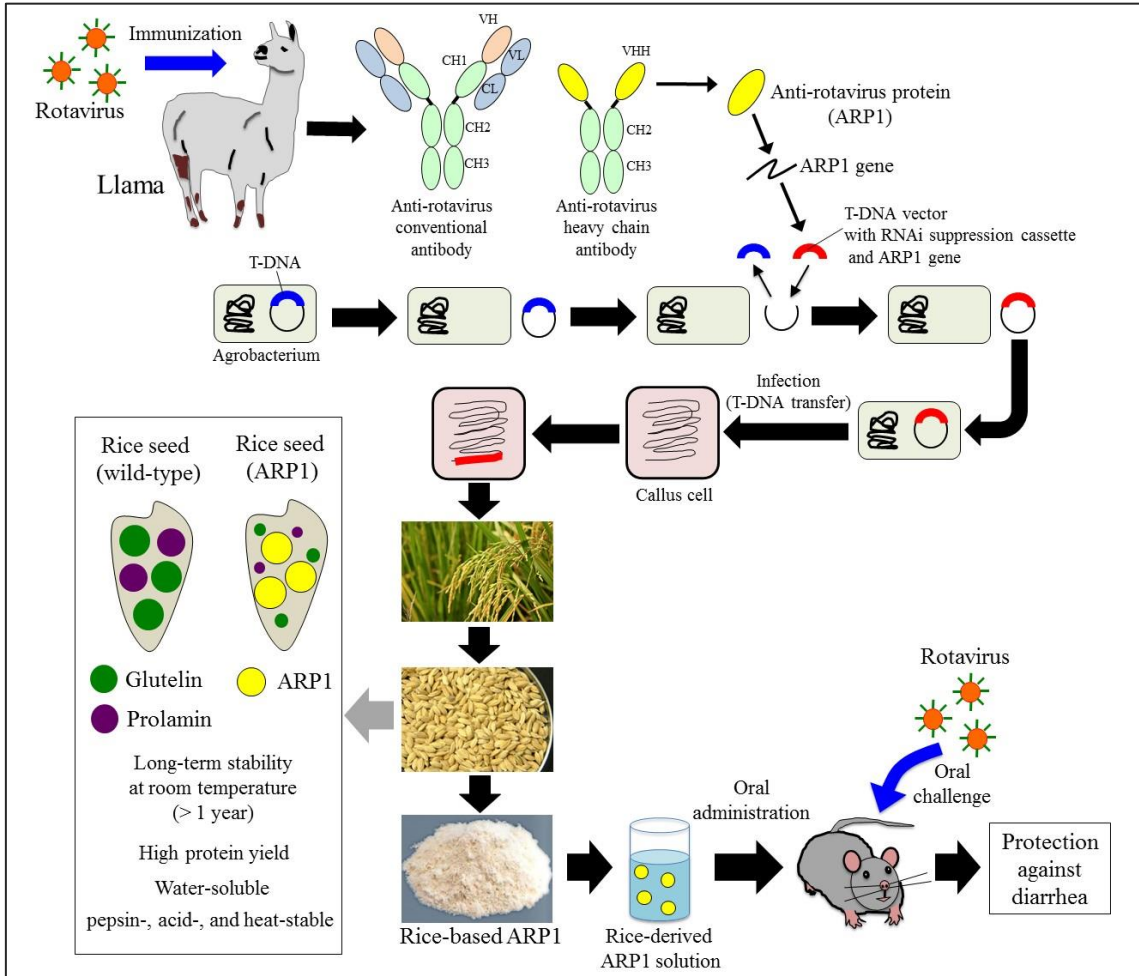 Rotavirus
Immunization
Llama
VH
VL
CH1
CL
CH2
CH3
Anti-rotavirus
conventional
antibody
VHH
CH2
CH3
Anti-rotavirus
heavy chain
antibody
Anti-rotavirus protein
(ARP1)
ARP1 gene
T-DNA vector
with RNAi suppression cassette
and ARP1 gene
T-DNA
Agrobacterium
Infection
(T-DNA transfer)
Callus cell
Rice seed
(wild-type)
Rice seed
(ARP1)
Glutelin
ARP1
Prolamin
Long-term stability
at room temperature
(> 1 year)
High protein yield
Water-soluble
pepsin-, acid-, and heat-stable
Rice-based ARP1
Rice-derived
ARP1 solution
Oral
administration
Rotavirus
Oral
challenge
Protection
against
diarrhea